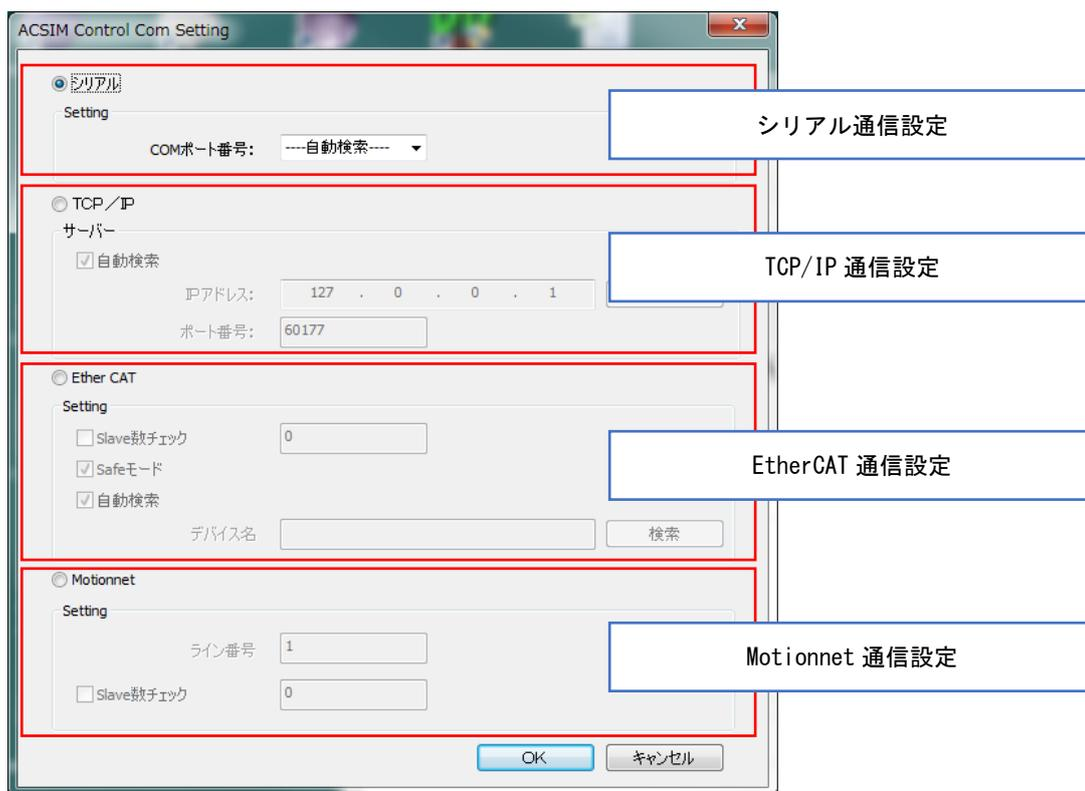 ACSIM Control Com Setting
シリアル
Setting
COMポート番号: ----自動検索----
シリアル通信設定
TCP/IP
サーバー
自動検索
TCP/IP 通信設定
IPアドレス: 127 . 0 . 0 . 1
ポート番号: 60177
Ether CAT
Setting
Slave数チェック 0
Safeモード
EtherCAT 通信設定
自動検索
デバイス名 検索
Motionnet
Setting
ライン番号 1
Motionnet 通信設定
Slave数チェック 0
OK キャンセル